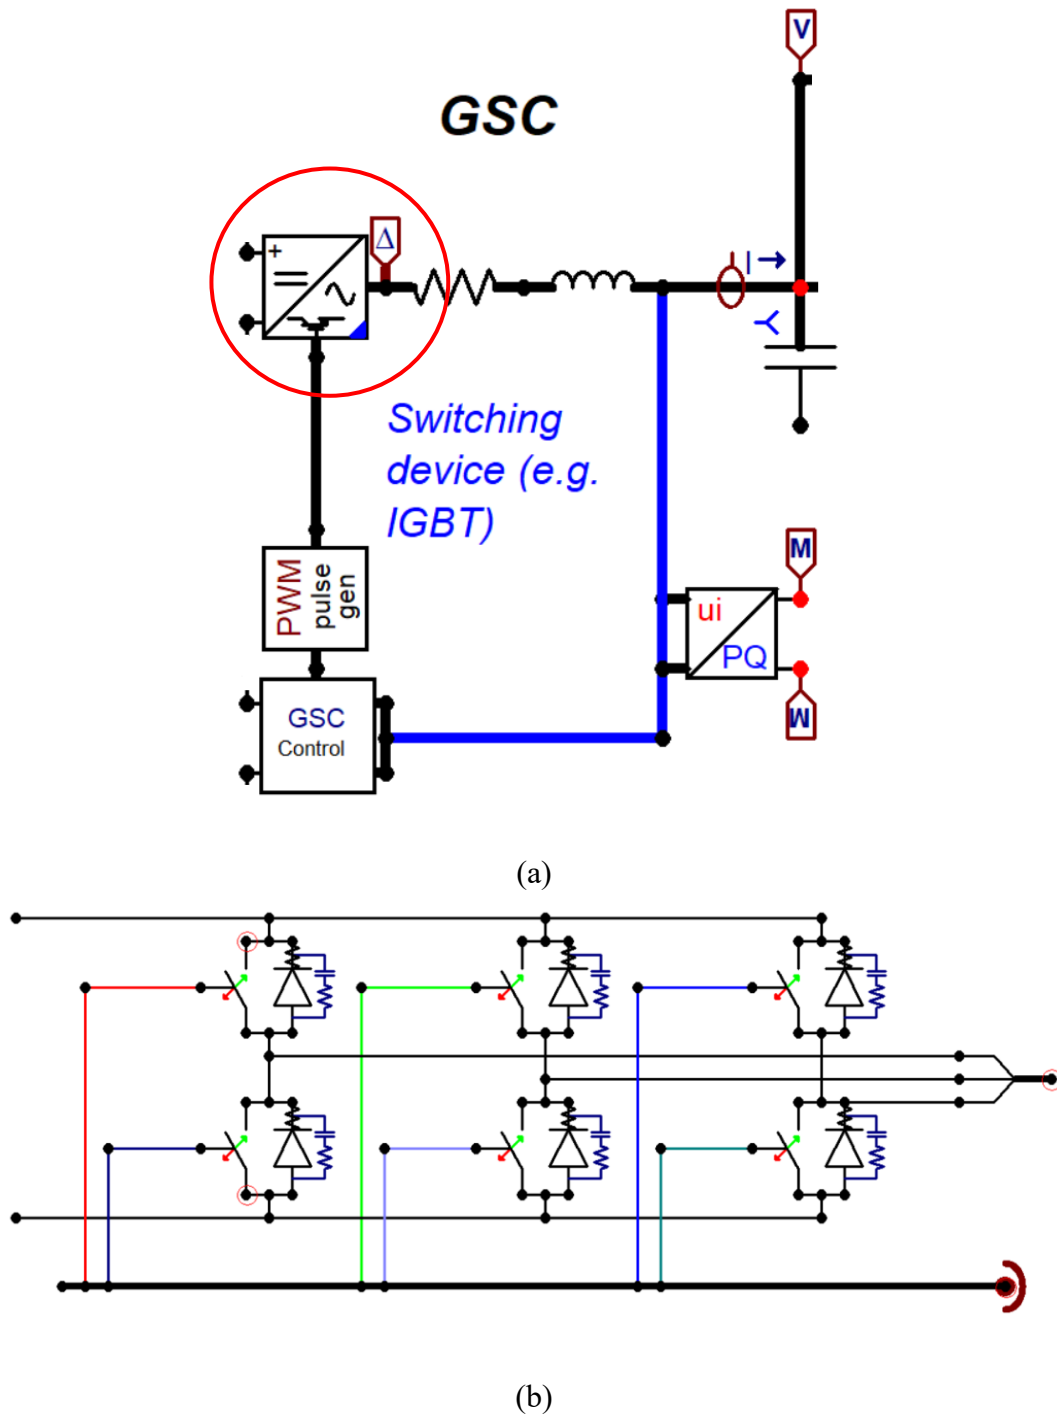 V
GSC
I
+
Δ
Y
Switching
device (e.g.
IGBT)
PWM
pulse
gen
M
ui
PQ
M
GSC
Control
(a)
(b)